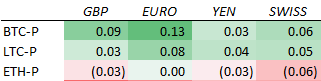 GBP EURO YEN SWISS
BTC-P 0.09 0.13 0.03 0.06
LTC-P 0.03 0.08 0.04 0.05
ETH-P (0.03) 0.00 (0.03) (0.06)